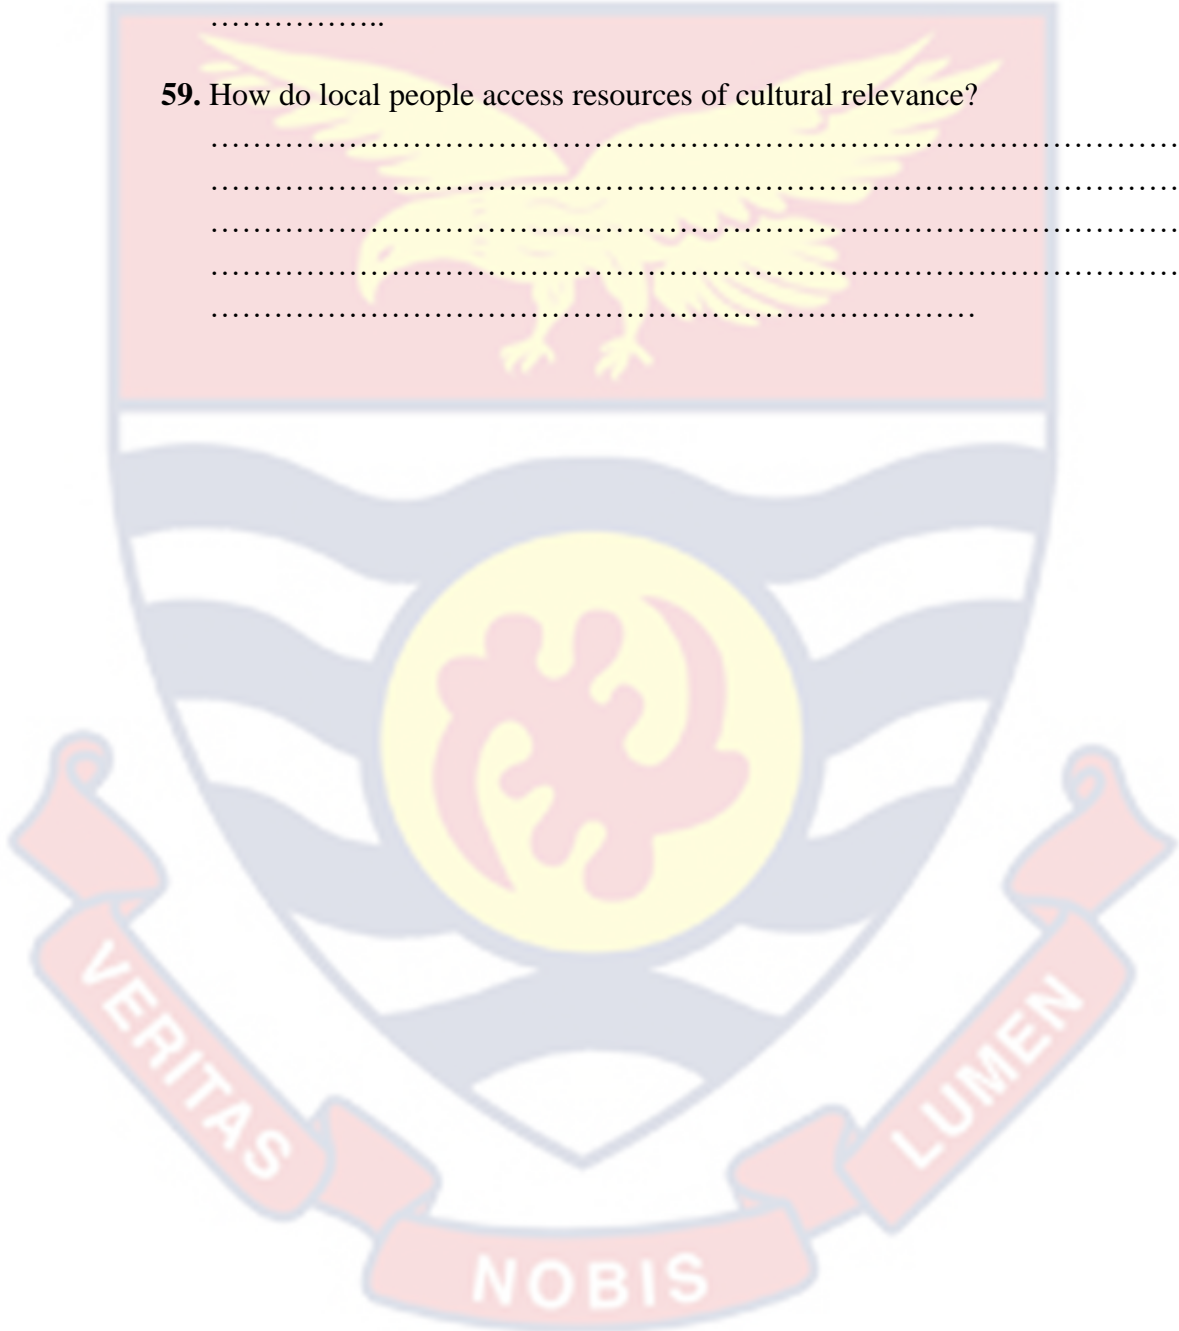 ……………..
59. How do local people access resources of cultural relevance?
……………………………………………………………………………………
……………………………………………………………………………………
……………………………………………………………………………………
……………………………………………………………………………………
…………………………………………………………………
VERITAS
NOBIS
LUMEN